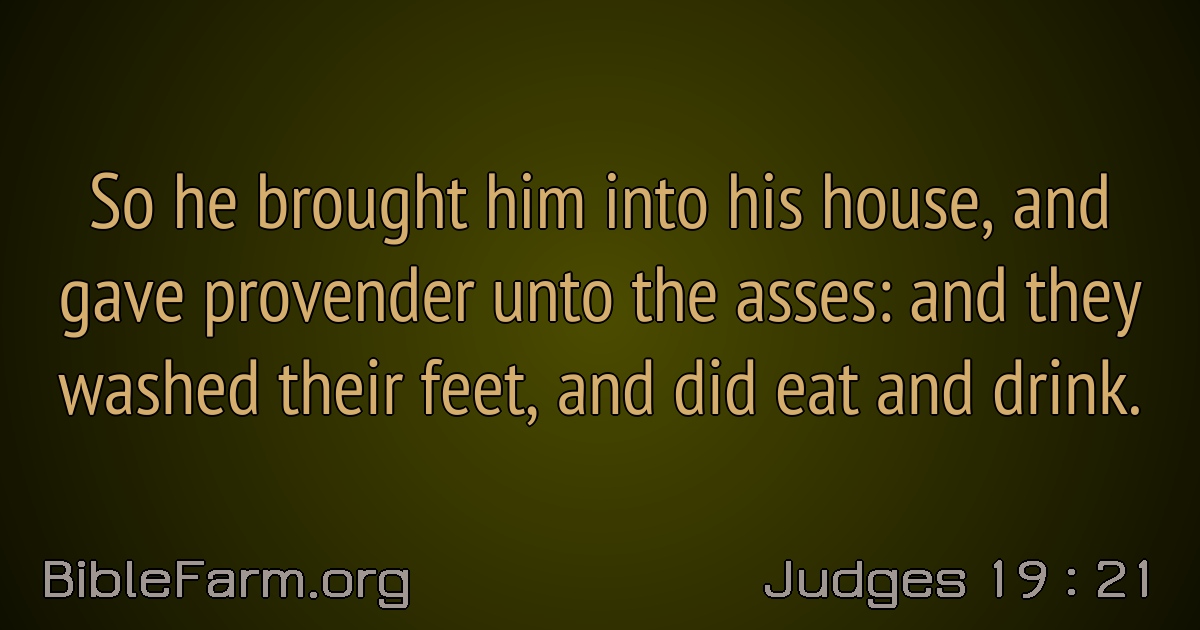 So he brought him into his house, and
gave provender unto the asses: and they
washed their feet, and did eat and drink.
BibleFarm.org
Judges 19:21